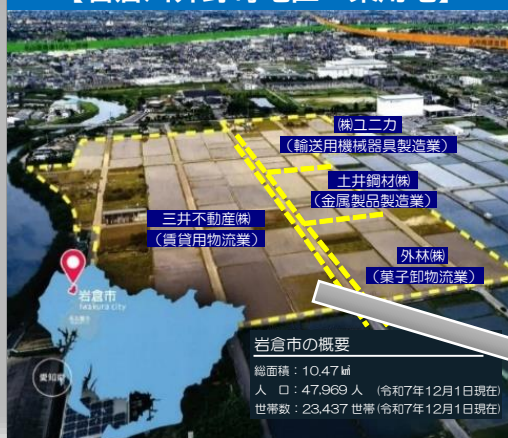 ㈱ユニカ
（輸送用機械器具製造業）
土井鋼材㈱
（金属製品製造業）
三井不動産㈱
（賃貸用物流業）
外林㈱
（菓子卸物流業）
岩倉市
Iwakura City
愛知県
岩倉市の概要
総面積：10.47㎢
人　口：47,969 人 （令和7年12月1日現在）
世帯数：23,437 世帯（令和7年12月1日現在）